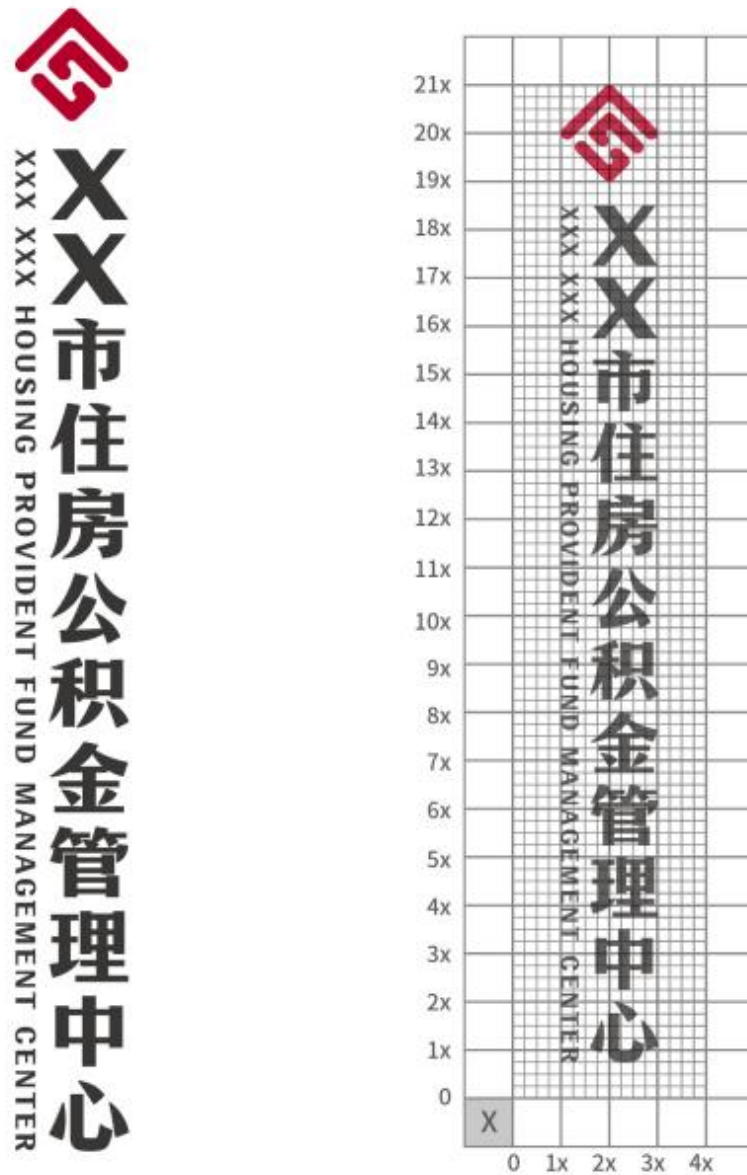 XX市住房公积金管理中心
XXX XXX HOUSING PROVIDENT FUND MANAGEMENT CENTER
21x
20x
19x
18x
17x
16x
15x
14x
13x
12x
11x
10x
9x
8x
7x
6x
5x
4x
3x
2x
1x
0
XX市住房公积金管理中心
XXX XXX HOUSING PROVIDENT FUND MANAGEMENT CENTER
X
0 1x 2x 3x 4x